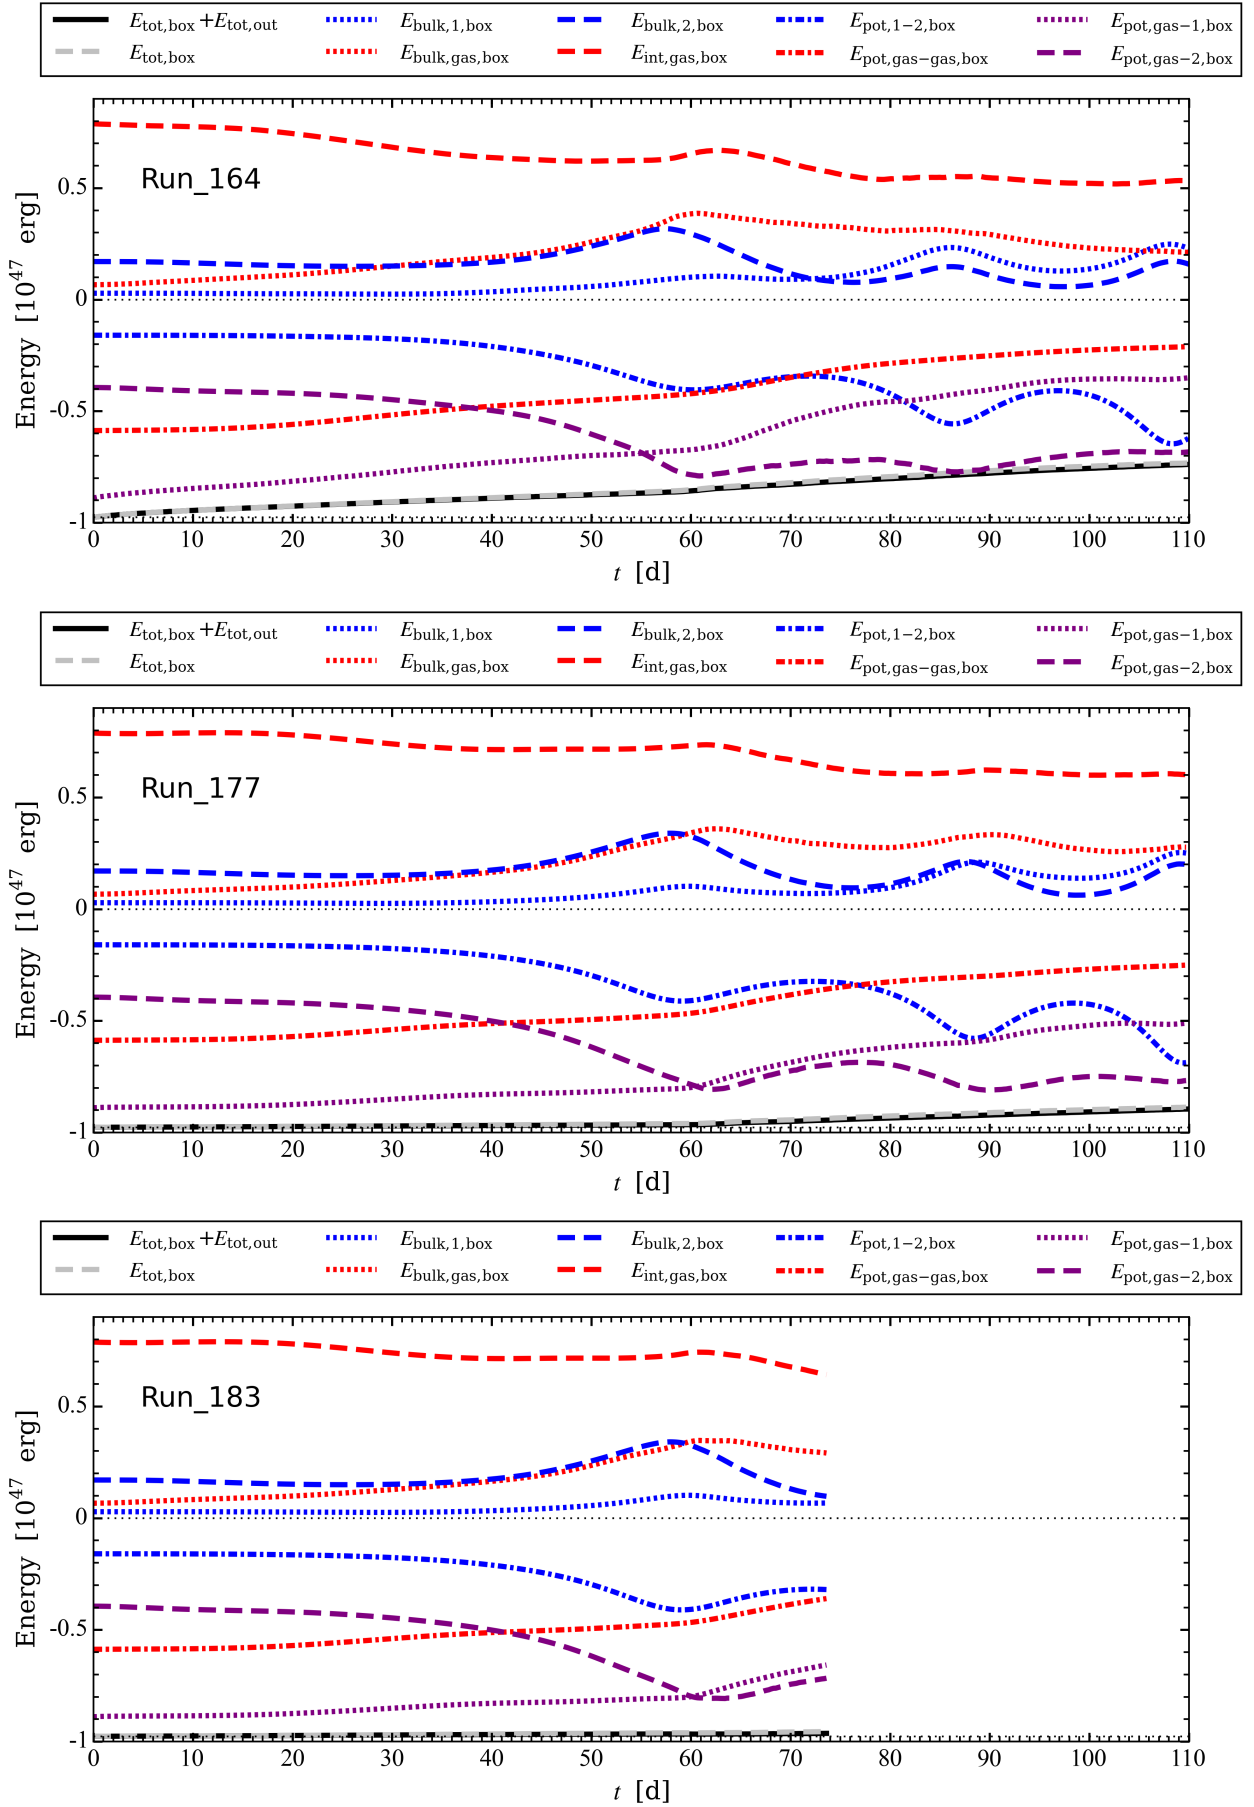 E_tot,box + E_tot,out E_bulk,1,box E_bulk,2,box E_pot,1−2,box E_pot,gas−1,box
E_tot,box E_bulk,gas,box E_int,gas,box E_pot,gas−gas,box E_pot,gas−2,box
Run_164
0.5
0
-0.5
-1
Energy [10^47 erg]
0 10 20 30 40 50 60 70 80 90 100 110
t [d]
E_tot,box + E_tot,out E_bulk,1,box E_bulk,2,box E_pot,1−2,box E_pot,gas−1,box
E_tot,box E_bulk,gas,box E_int,gas,box E_pot,gas−gas,box E_pot,gas−2,box
Run_177
0.5
0
-0.5
-1
Energy [10^47 erg]
0 10 20 30 40 50 60 70 80 90 100 110
t [d]
E_tot,box + E_tot,out E_bulk,1,box E_bulk,2,box E_pot,1−2,box E_pot,gas−1,box
E_tot,box E_bulk,gas,box E_int,gas,box E_pot,gas−gas,box E_pot,gas−2,box
Run_183
0.5
0
-0.5
-1
Energy [10^47 erg]
0 10 20 30 40 50 60 70 80 90 100 110
t [d]